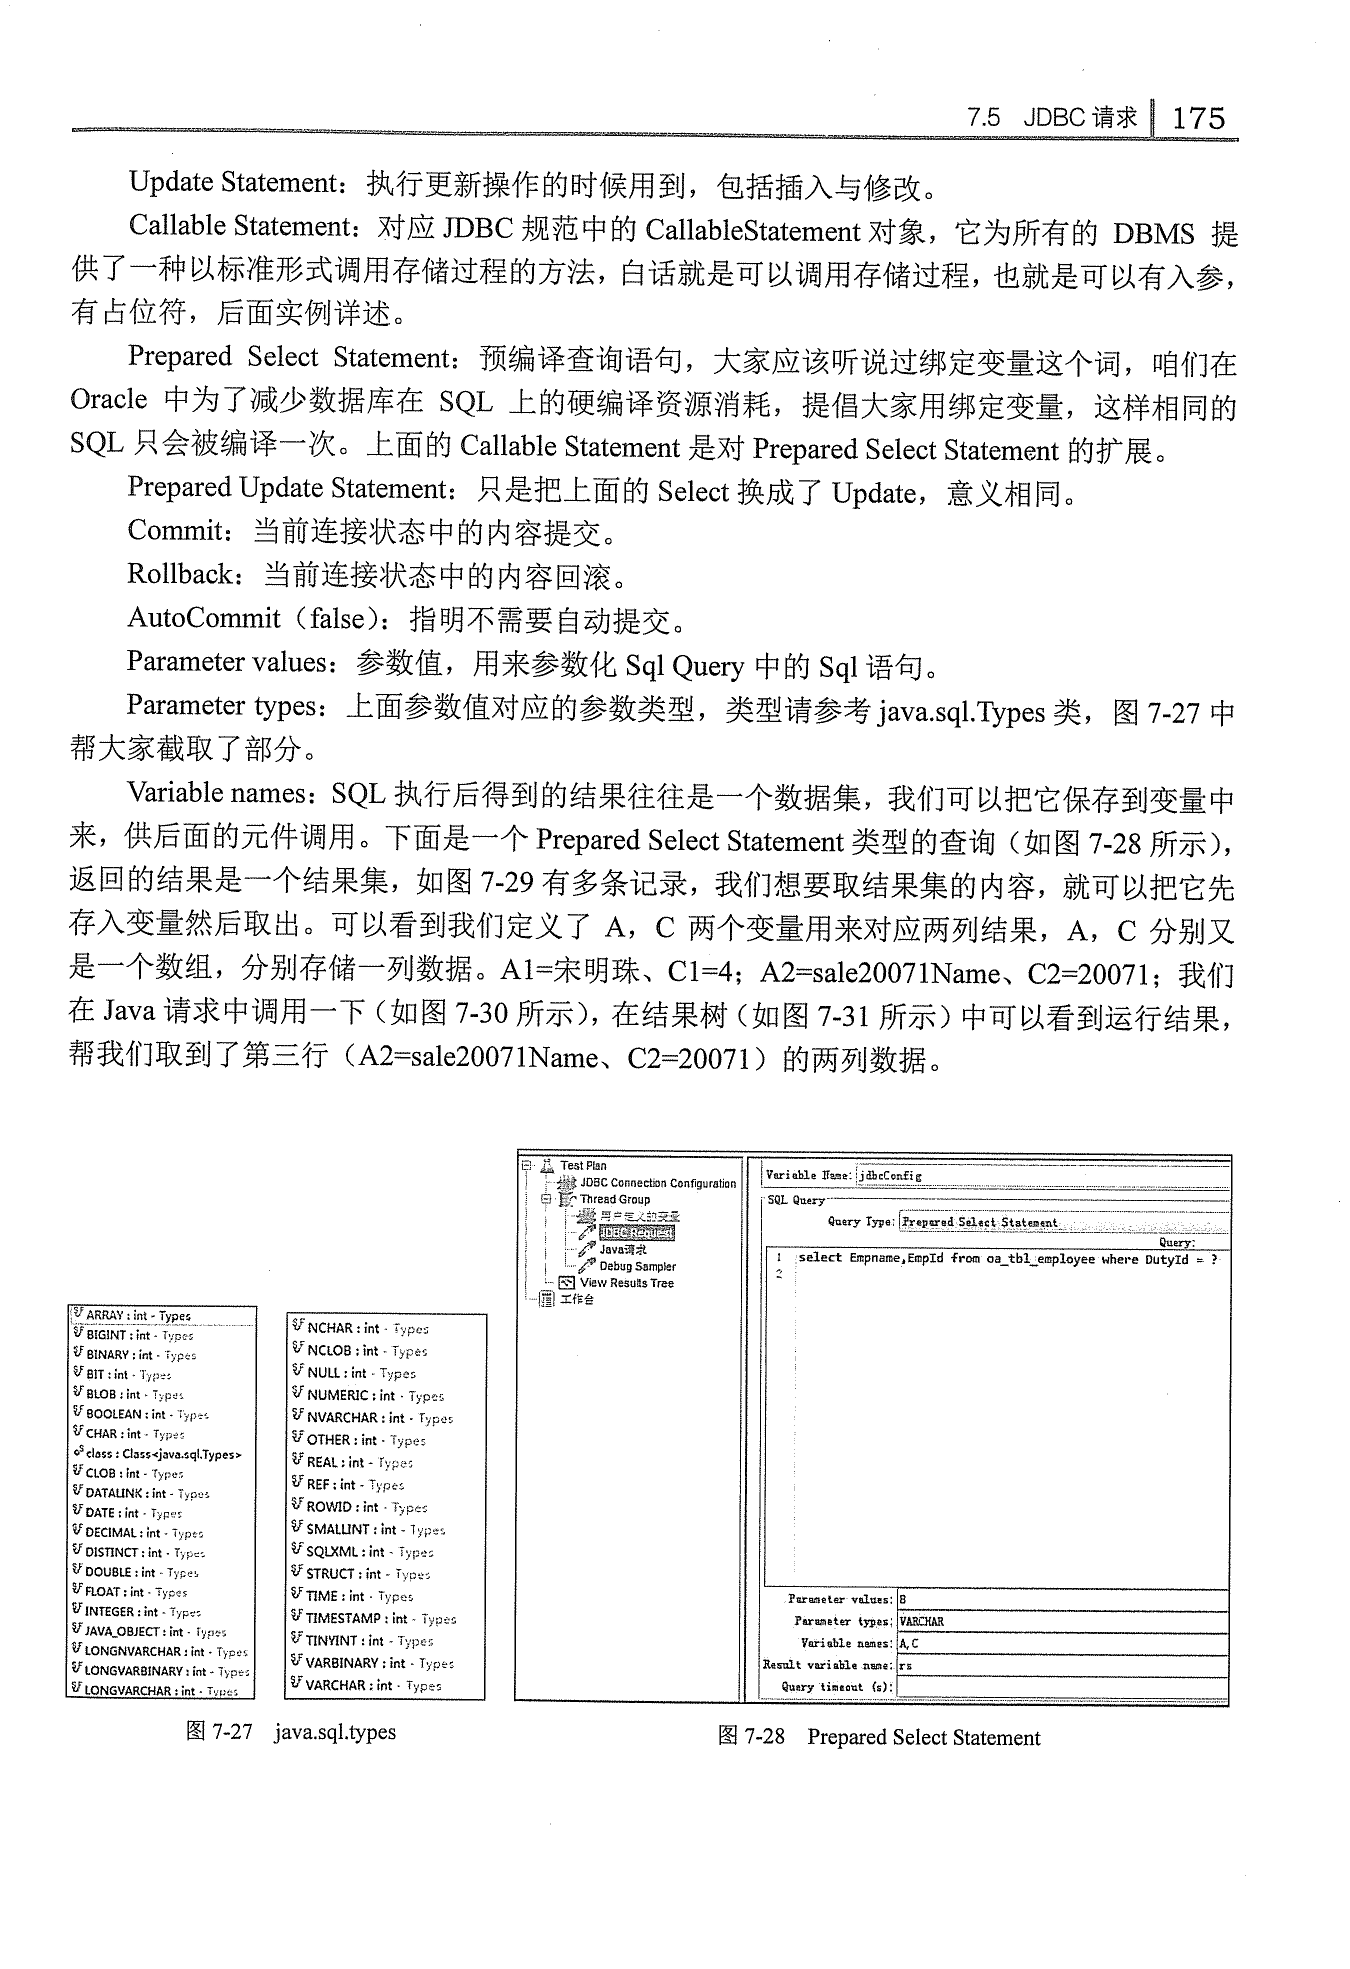 7.5 JDBC 请求 175
Update Statement：执行更新操作的时候用到，包括插入与修改。
Callable Statement：对应 JDBC 规范中的 CallableStatement 对象，它为所有的 DBMS 提
供了一种以标准形式调用存储过程的方法，白话就是可以调用存储过程，也就是可以有入参，
有占位符，后面实例详述。
Prepared Select Statement：预编译查询语句，大家应该听说过绑定变量这个词，咱们在
Oracle 中为了减少数据库在 SQL 上的硬编译资源消耗，提倡大家用绑定变量，这样相同的
SQL 只会被编译一次。上面的 Callable Statement 是对 Prepared Select Statement 的扩展。
Prepared Update Statement：只是把上面的 Select 换成了 Update，意义相同。
Commit：当前连接状态中的内容提交。
Rollback：当前连接状态中的内容回滚。
AutoCommit（false）：指明不需要自动提交。
Parameter values：参数值，用来参数化 Sql Query 中的 Sql 语句。
Parameter types：上面参数值对应的参数类型，类型请参考 java.sql.Types 类，图 7-27 中
帮大家截取了部分。
Variable names：SQL 执行后得到的结果往往是一个数据集，我们可以把它保存到变量中
来，供后面的元件调用。下面是一个 Prepared Select Statement 类型的查询（如图 7-28 所示），
返回的结果是一个结果集，如图 7-29 有多条记录，我们想要取结果集的内容，就可以把它先
存入变量然后取出。可以看到我们定义了 A，C 两个变量用来对应两列结果，A，C 分别又
是一个数组，分别存储一列数据。A1=宋明珠、C1=4；A2=sale20071Name、C2=20071；我们
在 Java 请求中调用一下（如图 7-30 所示），在结果树（如图 7-31 所示）中可以看到运行结果，
帮我们取到了第三行（A2=sale20071Name、C2=20071）的两列数据。
ARRAY : int - Types
BIGINT : int - Types
BINARY : int - Types
BIT : int - Types
BLOB : int - Types
BOOLEAN : int - Types
CHAR : int - Types
class : Class<java.sql.Types>
CLOB : int - Types
DATALINK : int - Types
DATE : int - Types
DECIMAL : int - Types
DISTINCT : int - Types
DOUBLE : int - Types
FLOAT : int - Types
INTEGER : int - Types
JAVA_OBJECT : int - Types
LONGNVARCHAR : int - Types
LONGVARBINARY : int - Types
LONGVARCHAR : int - Types
NCHAR : int - Types
NCLOB : int - Types
NULL : int - Types
NUMERIC : int - Types
NVARCHAR : int - Types
OTHER : int - Types
REAL : int - Types
REF : int - Types
ROWID : int - Types
SMALLINT : int - Types
SQLXML : int - Types
STRUCT : int - Types
TIME : int - Types
TIMESTAMP : int - Types
TINYINT : int - Types
VARBINARY : int - Types
VARCHAR : int - Types
图 7-27 java.sql.types
Test Plan
JDBC Connection Configuration
Thread Group
用户定义的变量
JDBC Request
Java请求
Debug Sampler
View Results Tree
工作台
Variable Name: jdbcConfig
SQL Query
Query Type: Prepared Select Statement
Query:
1 select Empname,EmpId from oa_tbl_employee where DutyId = ?
2
Parameter values: B
Parameter types: VARCHAR
Variable names: A,C
Result variable name: rs
Query timeout (s):
图 7-28 Prepared Select Statement